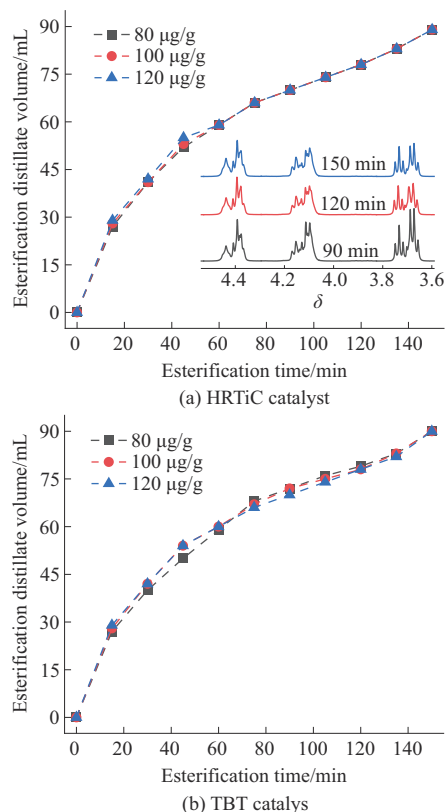 90
75
60
45
30
15
0
Esterification distillate volume/mL
80 μg/g
100 μg/g
120 μg/g
150 min
120 min
90 min
4.4 4.2 4.0 3.8 3.6
δ
0 20 40 60 80 100 120 140
Esterification time/min
(a) HRTiC catalyst
90
75
60
45
30
15
0
Esterification distillate volume/mL
80 μg/g
100 μg/g
120 μg/g
0 20 40 60 80 100 120 140
Esterification time/min
(b) TBT catalys